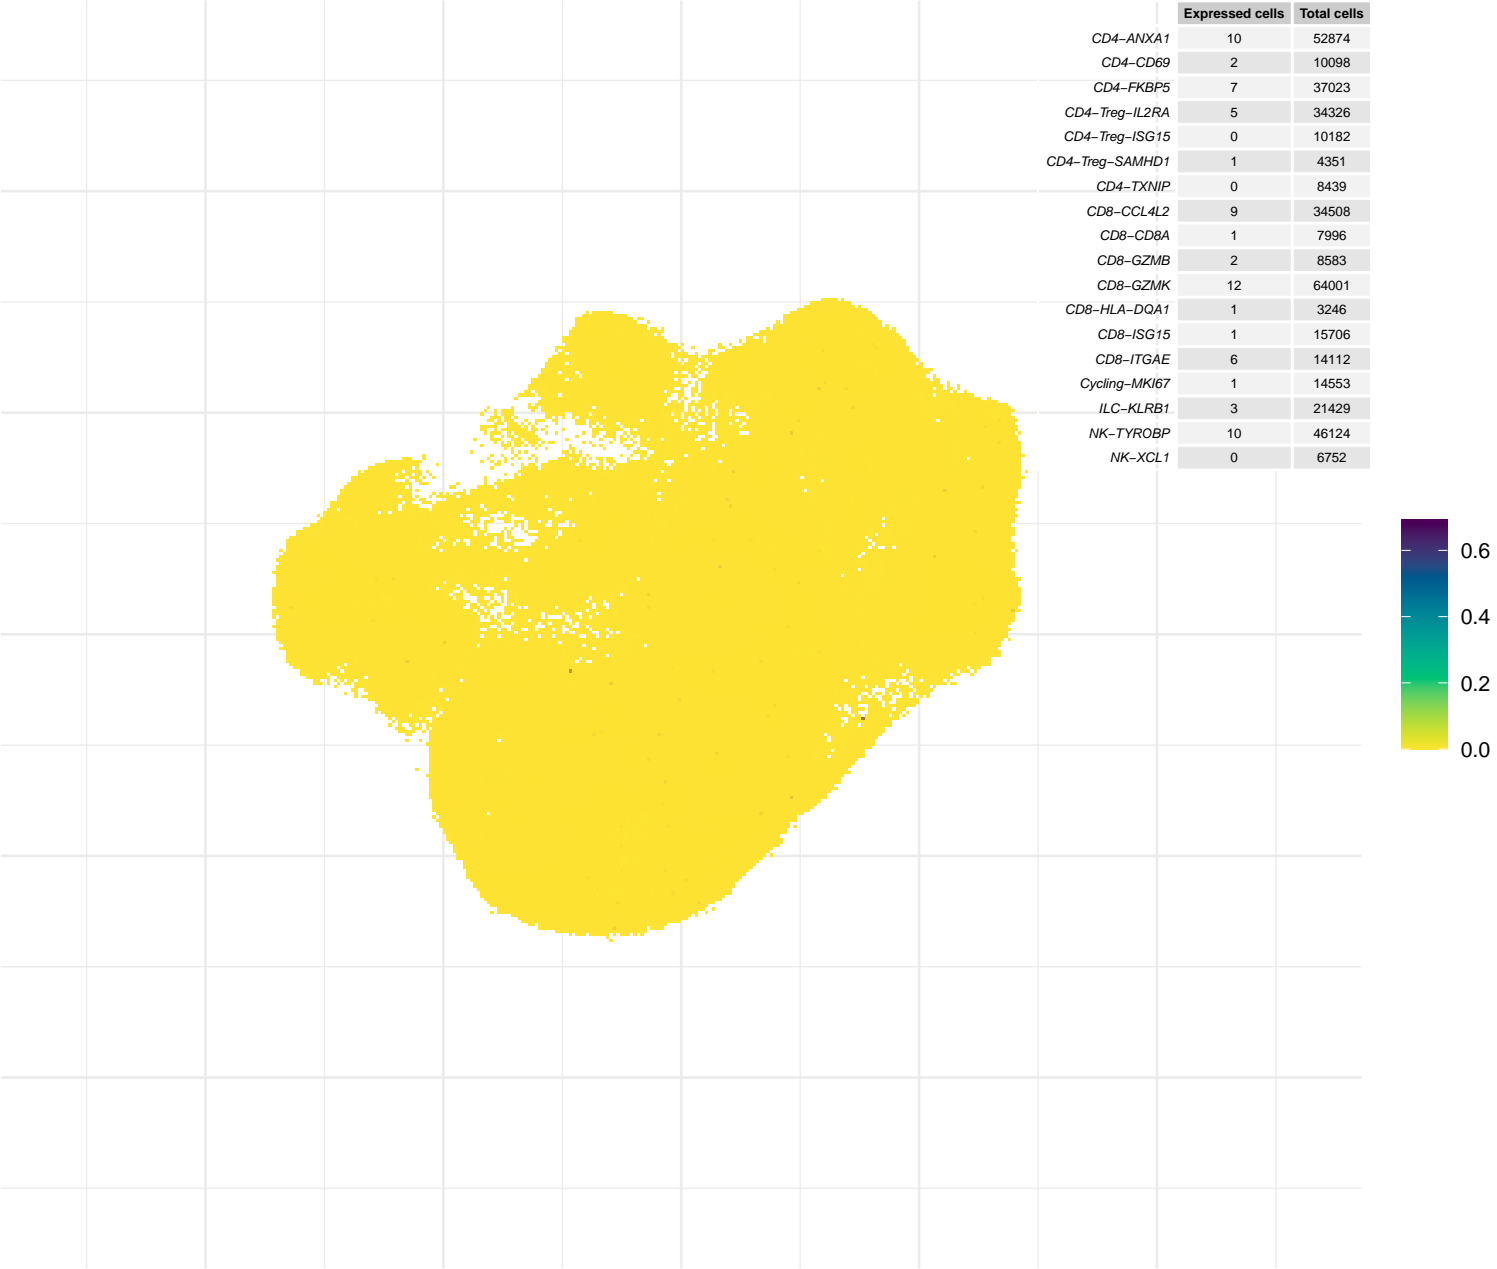 Expressed cells Total cells
CD4−ANXA1 10 52874
CD4−CD69 2 10098
CD4−FKBP5 7 37023
CD4−Treg−IL2RA 5 34326
CD4−Treg−ISG15 0 10182
CD4−Treg−SAMHD1 1 4351
CD4−TXNIP 0 8439
CD8−CCL4L2 9 34508
CD8−CD8A 1 7996
CD8−GZMB 2 8583
CD8−GZMK 12 64001
CD8−HLA−DQA1 1 3246
CD8−ISG15 1 15706
CD8−ITGAE 6 14112
Cycling−MKI67 1 14553
ILC−KLRB1 3 21429
NK−TYROBP 10 46124
NK−XCL1 0 6752
0.6
0.4
0.2
0.0